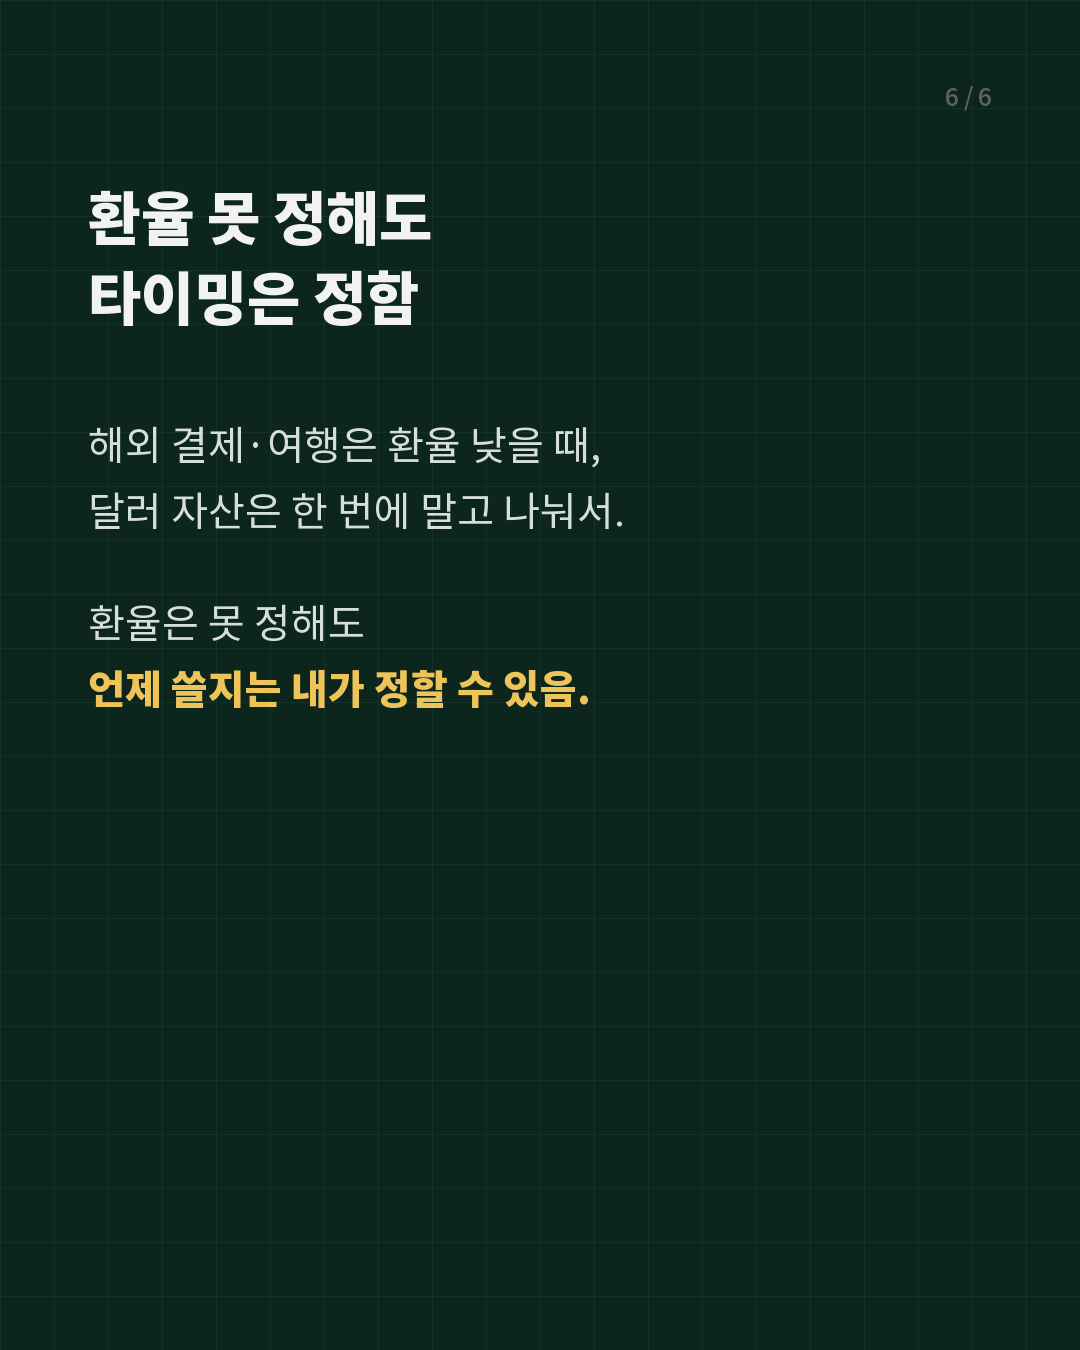 6 / 6
환율 못 정해도
타이밍은 정함
해외 결제·여행은 환율 낮을 때,
달러 자산은 한 번에 말고 나눠서.
환율은 못 정해도
언제 쓸지는 내가 정할 수 있음.